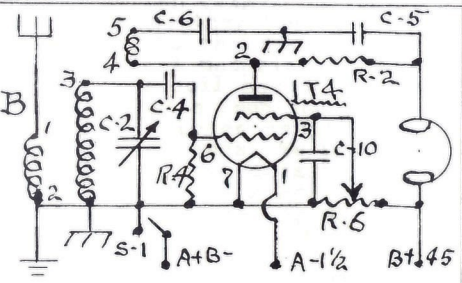 5 C-6 C-5
4 2 R-2
3 1T4
B C-4
C-2 3
1 6 C-10
R4
2 7 1
R-6
S-1
A+B- A-1½ B+45